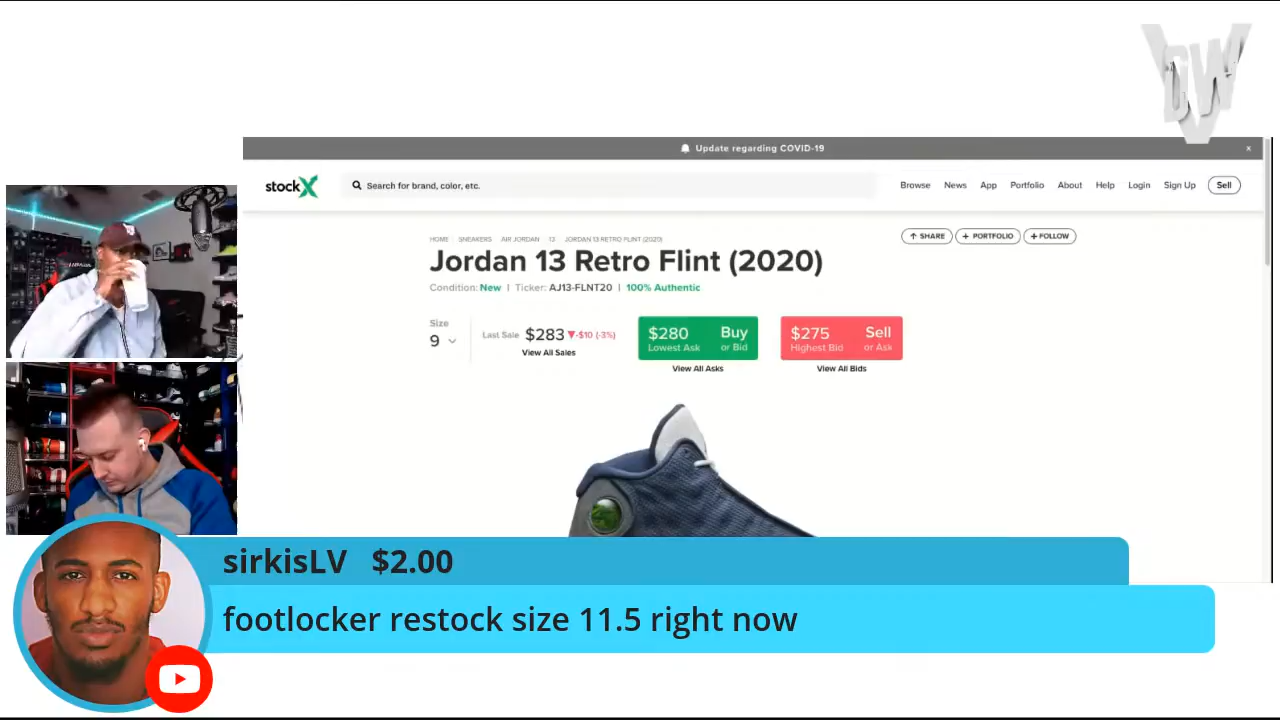 DW
Update regarding COVID-19
x
stockX
Search for brand, color, etc.
Browse News App Portfolio About Help Login Sign Up Sell
HOME SNEAKERS AIR JORDAN 13 JORDAN 13 RETRO FLINT (2020)
SHARE + PORTFOLIO + FOLLOW
Jordan 13 Retro Flint (2020)
Condition: New | Ticker: AJ13-FLNT20 | 100% Authentic
Size
9
Last Sale $283 ▼-$10 (-3%)
View All Sales
$280 Buy
Lowest Ask or Bid
View All Asks
$275 Sell
Highest Bid or Ask
View All Bids
sirkisLV $2.00
footlocker restock size 11.5 right now